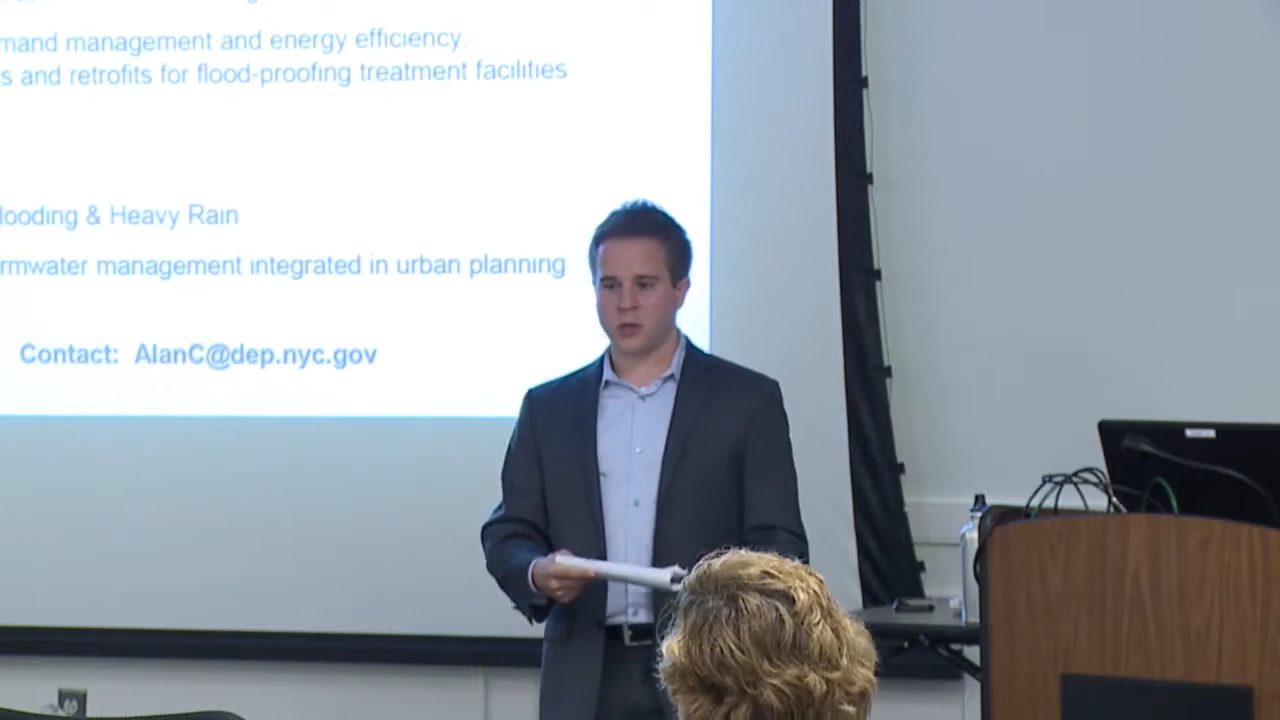 mand management and energy efficiency,
s and retrofits for flood-proofing treatment facilities
looding & Heavy Rain
rmwater management integrated in urban planning
Contact: AlanC@dep.nyc.gov